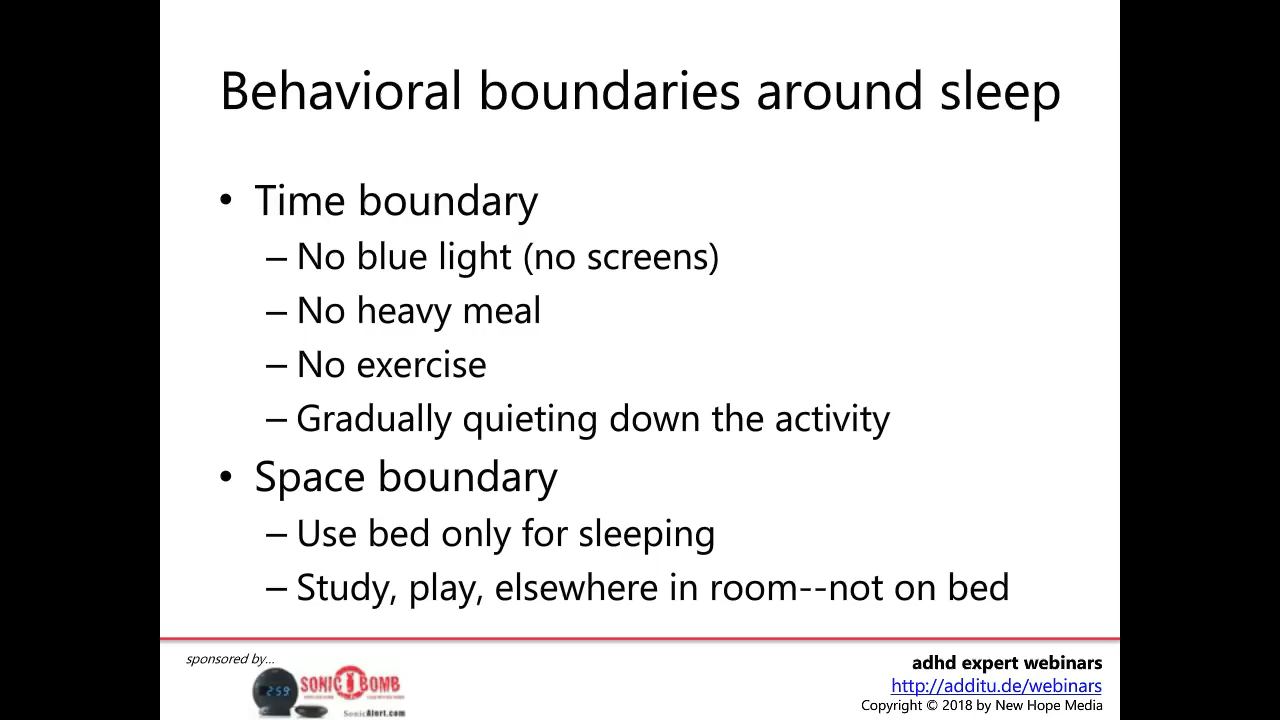 Behavioral boundaries around sleep
• Time boundary
– No blue light (no screens)
– No heavy meal
– No exercise
– Gradually quieting down the activity
• Space boundary
– Use bed only for sleeping
– Study, play, elsewhere in room--not on bed
sponsored by...
2:59
SONIC BOMB
SonicAlert.com
adhd expert webinars
http://additu.de/webinars
Copyright © 2018 by New Hope Media